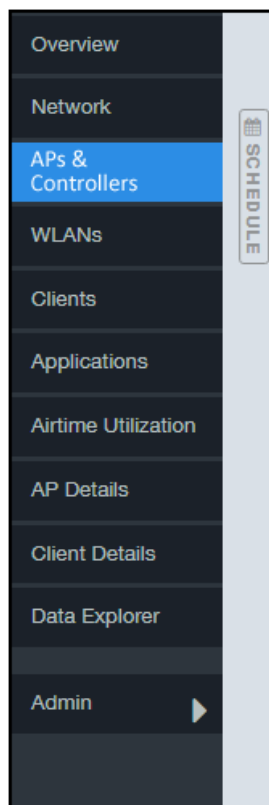 Overview
Network
APs &
Controllers
WLANs
Clients
Applications
Airtime Utilization
AP Details
Client Details
Data Explorer
Admin
SCHEDULE